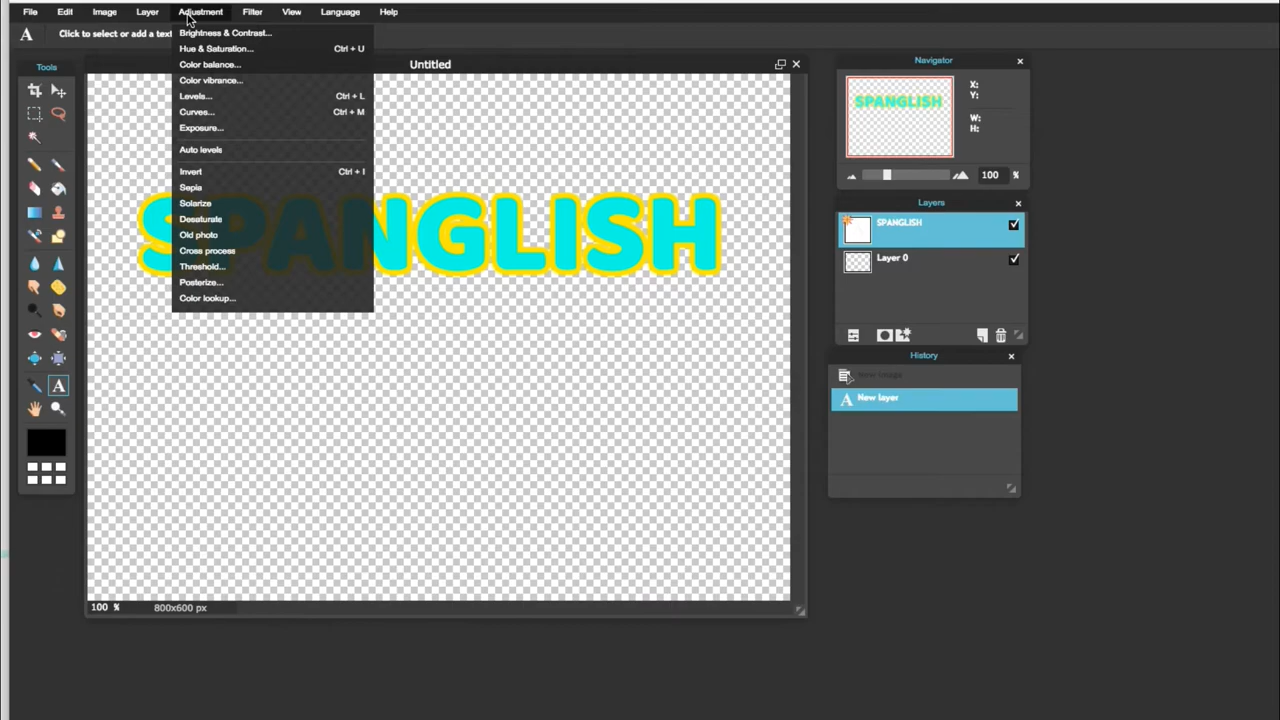 File Edit Image Layer Adjustment Filter View Language Help
A Click to select or add a text
Brightness & Contrast...
Hue & Saturation... Ctrl + U
Color balance...
Color vibrance...
Levels... Ctrl + L
Curves... Ctrl + M
Exposure...
Auto levels
Invert Ctrl + I
Sepia
Solarize
Desaturate
Old photo
Cross process
Threshold...
Posterize...
Color lookup...
Tools
A
Untitled
SPANGLISH
100 % 800x600 px
Navigator
SPANGLISH
X:
Y:
W:
H:
100 %
Layers
SPANGLISH
Layer 0
History
New image
A New layer